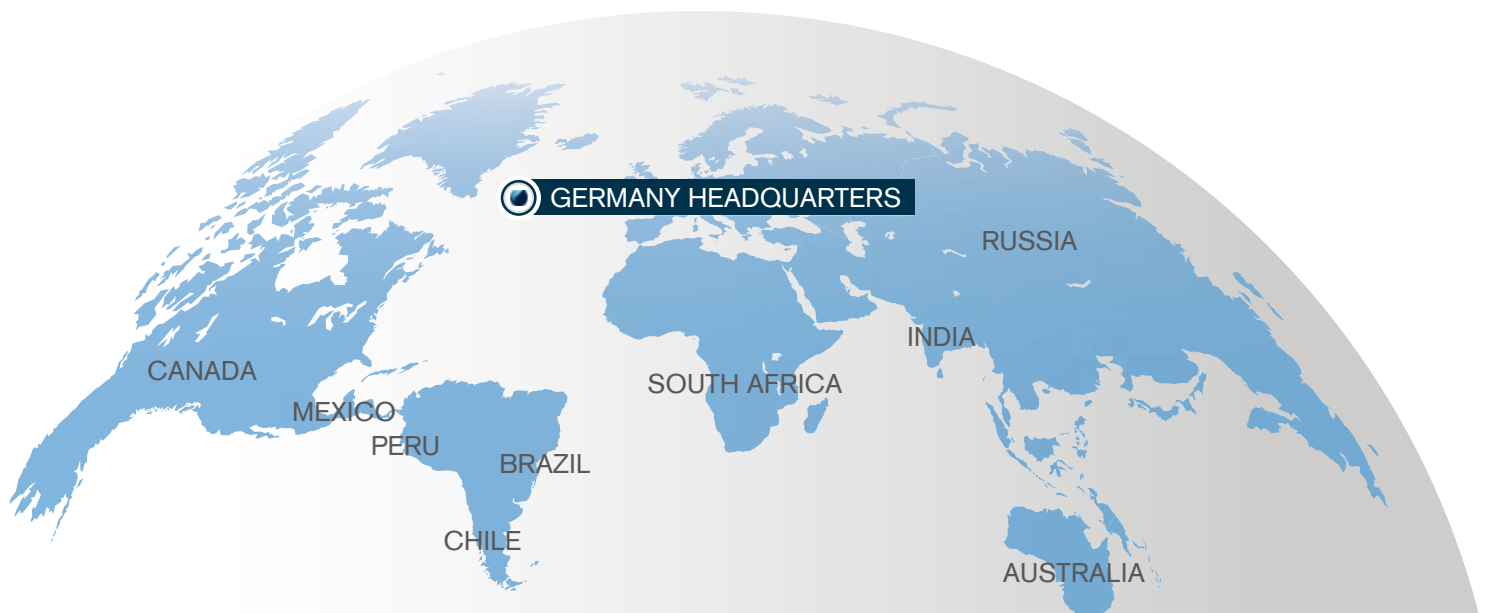 GERMANY HEADQUARTERS
RUSSIA
INDIA
CANADA
SOUTH AFRICA
MEXICO
PERU
BRAZIL
CHILE
AUSTRALIA